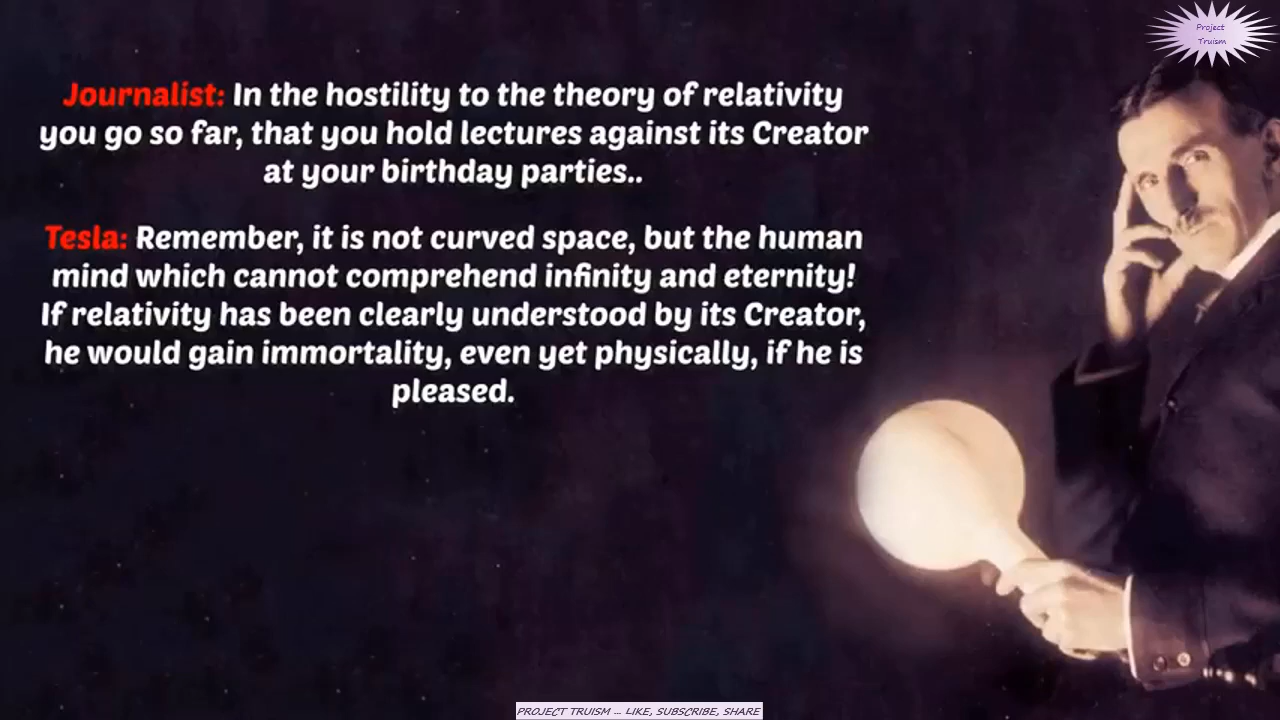 Project
Truism
Journalist: In the hostility to the theory of relativity
you go so far, that you hold lectures against its Creator
at your birthday parties..
Tesla: Remember, it is not curved space, but the human
mind which cannot comprehend infinity and eternity!
If relativity has been clearly understood by its Creator,
he would gain immortality, even yet physically, if he is
pleased.
PROJECT TRUISM ... LIKE, SUBSCRIBE, SHARE